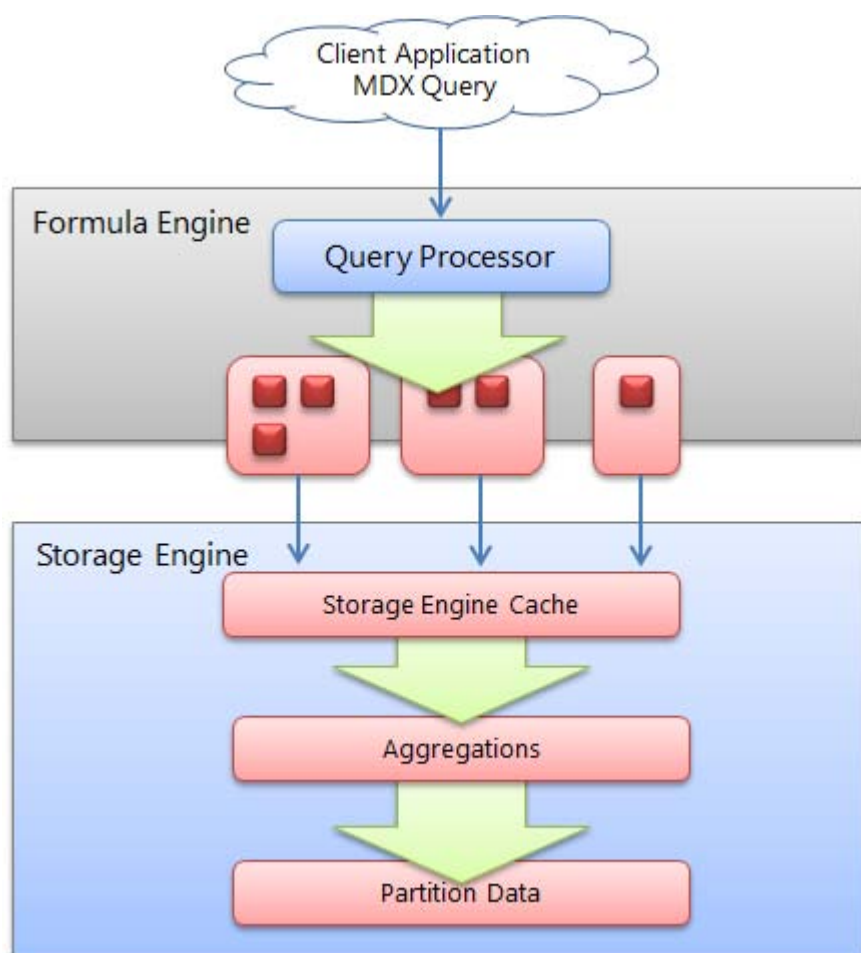 Client Application
MDX Query
Formula Engine
Query Processor
Storage Engine
Storage Engine Cache
Aggregations
Partition Data